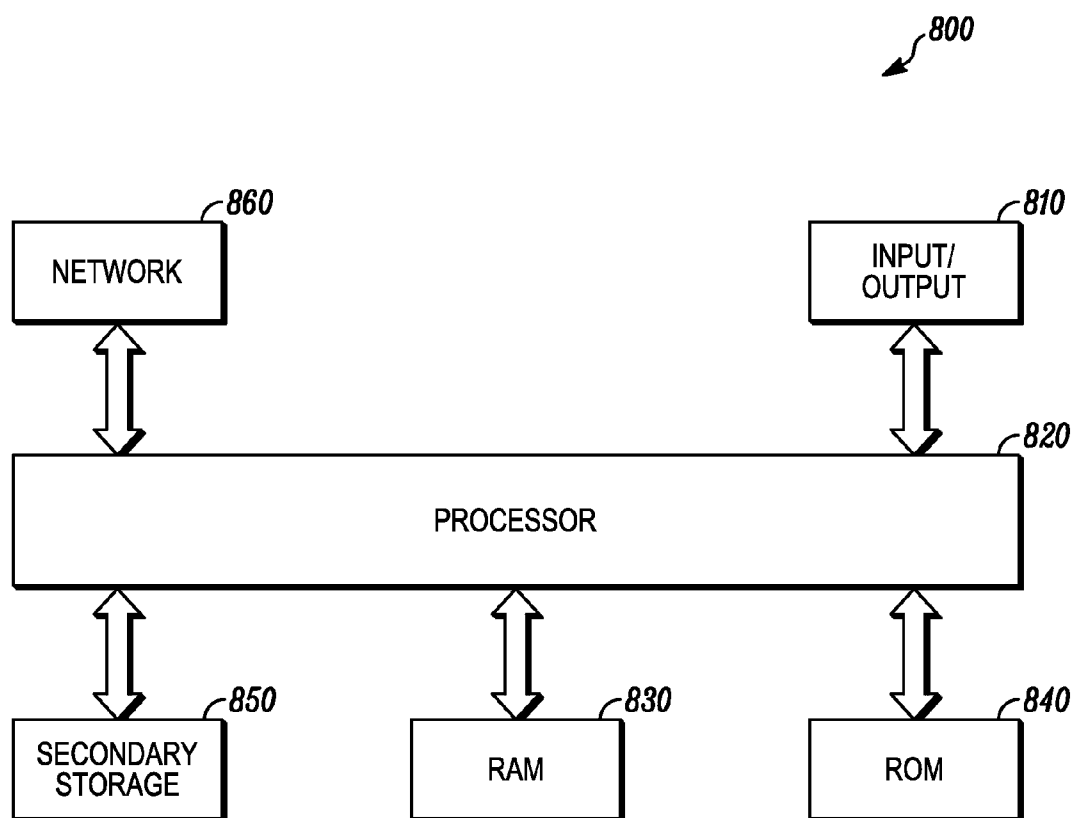 800
860
NETWORK
810
INPUT/
OUTPUT
820
PROCESSOR
850
SECONDARY
STORAGE
830
RAM
840
ROM